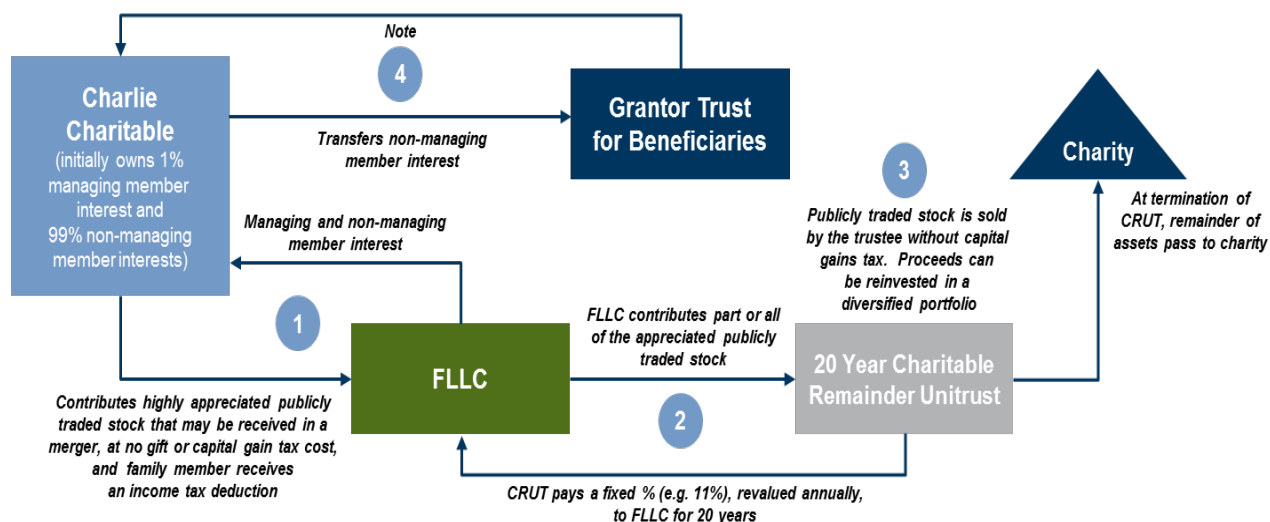 Note
4
Charlie
Charitable
(initially owns 1%
managing member
interest and
99% non-managing
member interests)
Transfers non-managing
member interest
Grantor Trust
for Beneficiaries
Managing and non-managing
member interest
3
Publicly traded stock is sold
by the trustee without capital
gains tax. Proceeds can
be reinvested in a
diversified portfolio
Charity
At termination of
CRUT, remainder of
assets pass to charity
1
Contributes highly appreciated publicly
traded stock that may be received in a
merger, at no gift or capital gain tax cost,
and family member receives
an income tax deduction
FLLC
FLLC contributes part or all
of the appreciated publicly
traded stock
2
20 Year Charitable
Remainder Unitrust
CRUT pays a fixed % (e.g. 11%), revalued annually,
to FLLC for 20 years